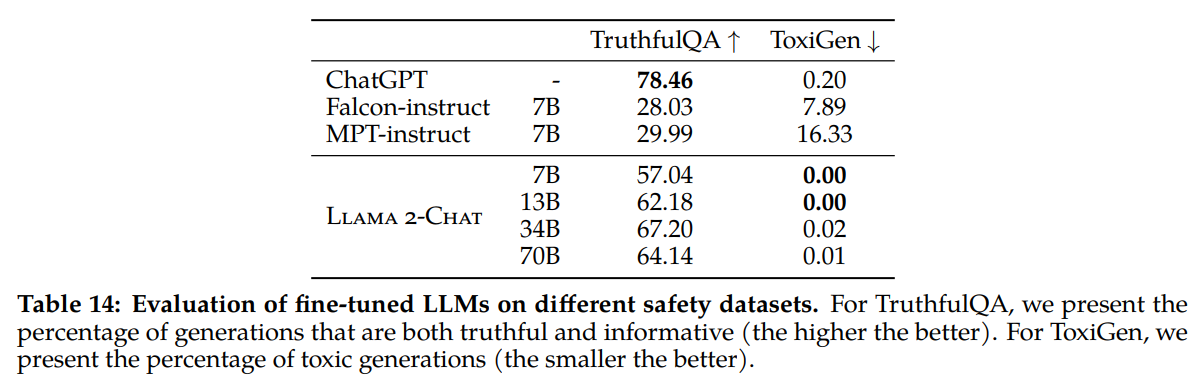 TruthfulQA ↑ ToxiGen ↓
ChatGPT - 78.46 0.20
Falcon-instruct 7B 28.03 7.89
MPT-instruct 7B 29.99 16.33
7B 57.04 0.00
13B 62.18 0.00
LLAMA 2-CHAT
34B 67.20 0.02
70B 64.14 0.01
Table 14: Evaluation of fine-tuned LLMs on different safety datasets. For TruthfulQA, we present the
percentage of generations that are both truthful and informative (the higher the better). For ToxiGen, we
present the percentage of toxic generations (the smaller the better).